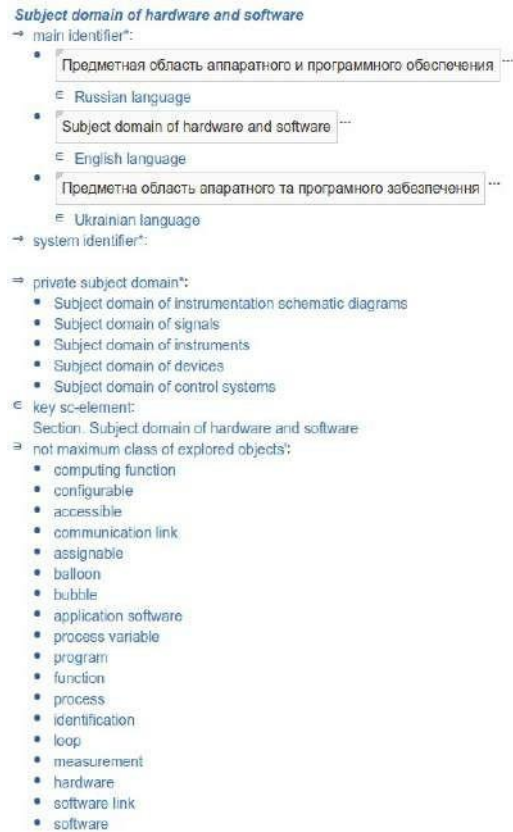 Subject domain of hardware and software
⇒ main identifier*:
• Предметная область аппаратного и программного обеспечения ...
∈ Russian language
• Subject domain of hardware and software ...
∈ English language
• Предметна область апаратного та програмного забезпечення ...
∈ Ukrainian language
⇒ system identifier*:
⇒ private subject domain*:
• Subject domain of instrumentation schematic diagrams
• Subject domain of signals
• Subject domain of instruments
• Subject domain of devices
• Subject domain of control systems
∈ key sc-element:
Section. Subject domain of hardware and software
∋ not maximum class of explored objects':
• computing function
• configurable
• accessible
• communication link
• assignable
• balloon
• bubble
• application software
• process variable
• program
• function
• process
• identification
• loop
• measurement
• hardware
• software link
• software